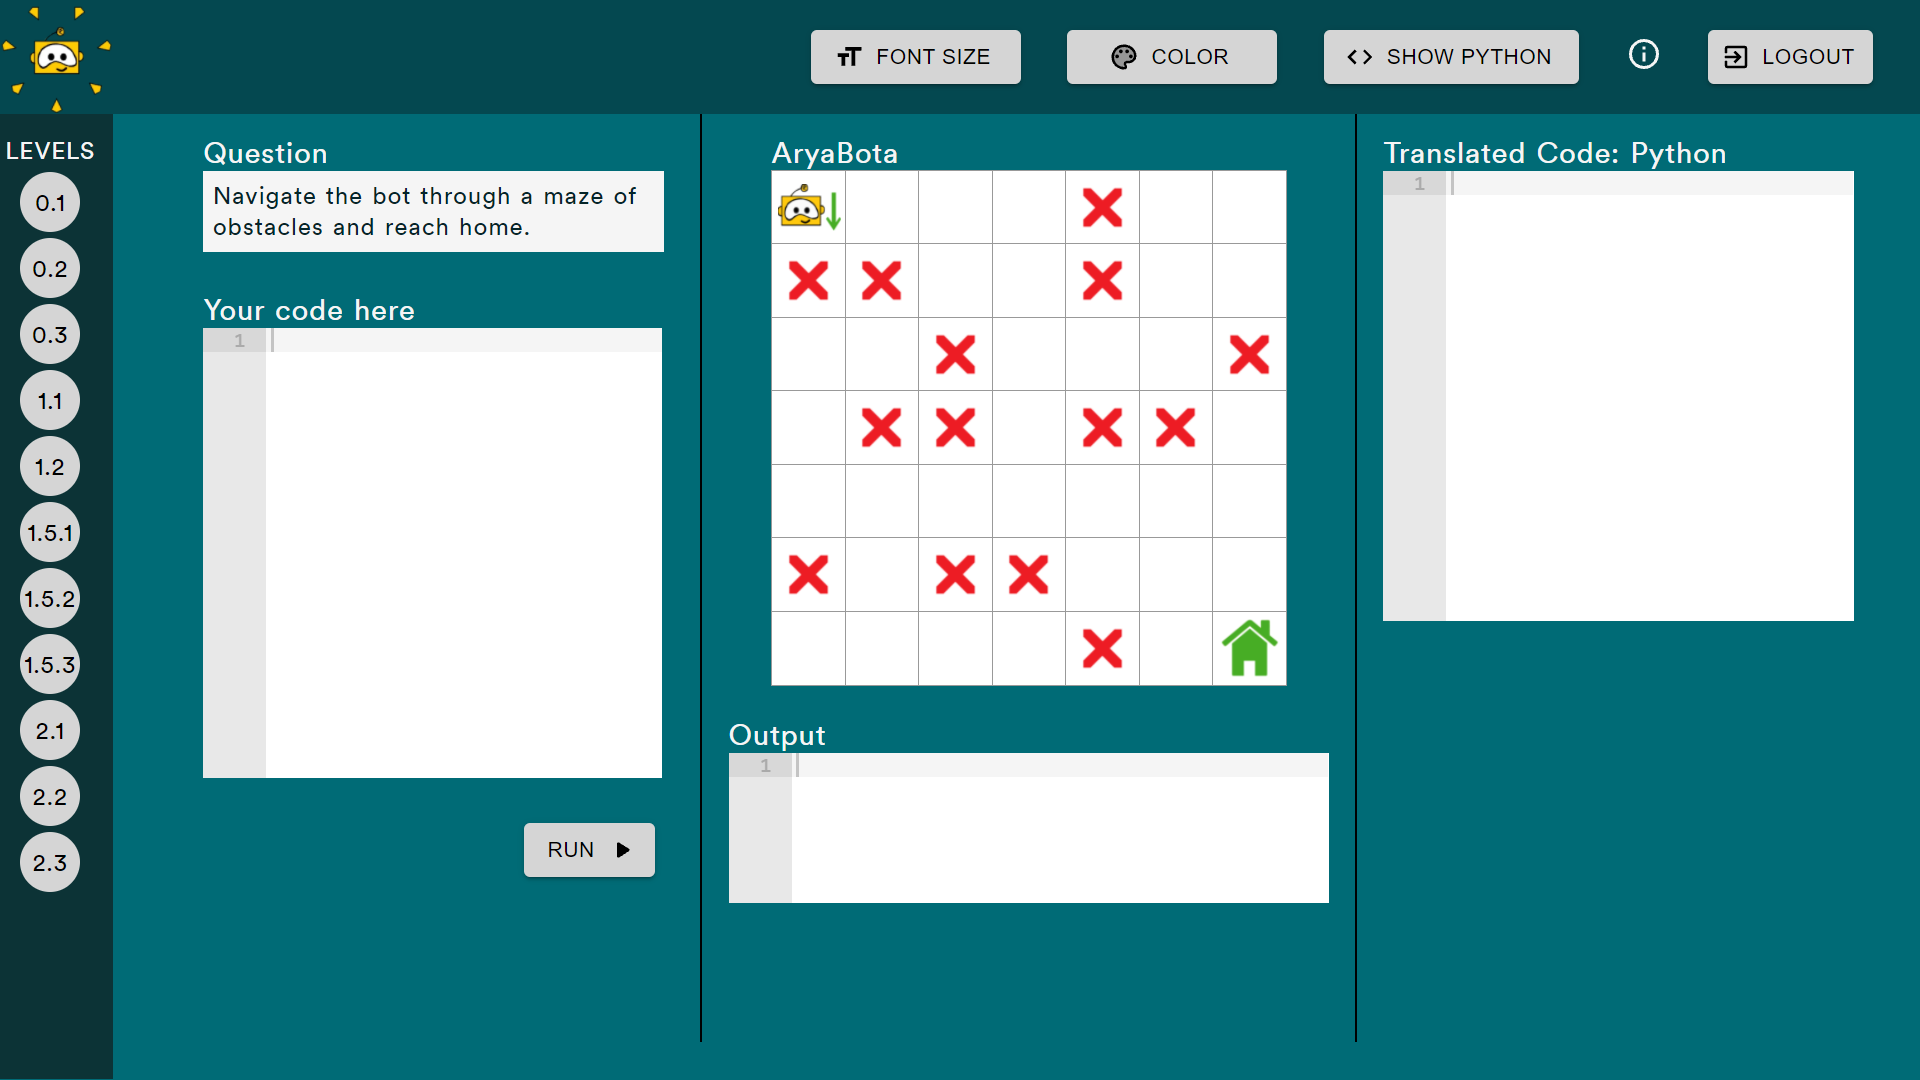 FONT SIZE
COLOR
SHOW PYTHON
LOGOUT
LEVELS
0.1
0.2
0.3
1.1
1.2
1.5.1
1.5.2
1.5.3
2.1
2.2
2.3
Question
Navigate the bot through a maze of
obstacles and reach home.
Your code here
1
RUN
AryaBota
Output
1
Translated Code: Python
1